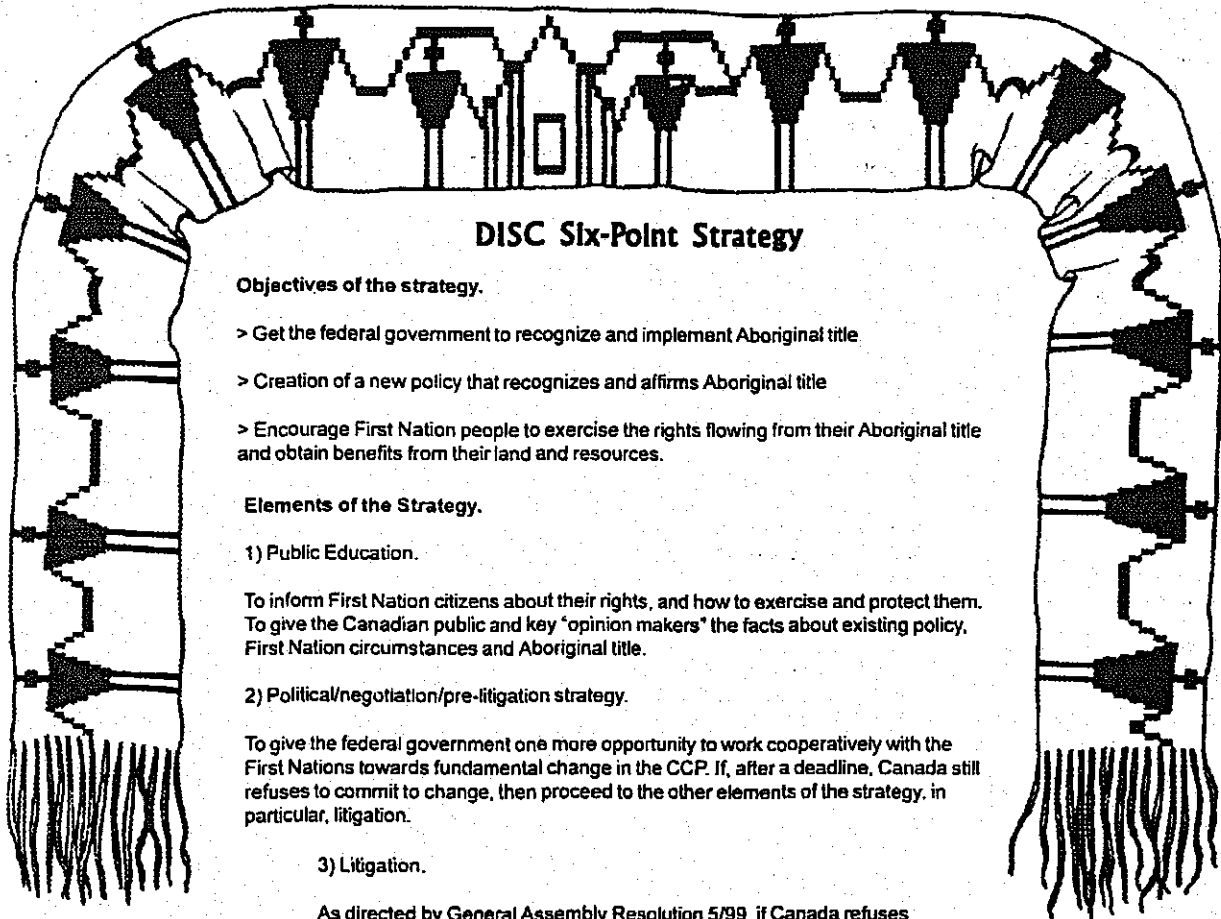 DISC Six-Point Strategy
Objectives of the strategy.
> Get the federal government to recognize and implement Aboriginal title
> Creation of a new policy that recognizes and affirms Aboriginal title
> Encourage First Nation people to exercise the rights flowing from their Aboriginal title
and obtain benefits from their land and resources.
Elements of the Strategy.
1) Public Education.
To inform First Nation citizens about their rights, and how to exercise and protect them.
To give the Canadian public and key "opinion makers" the facts about existing policy,
First Nation circumstances and Aboriginal title.
2) Political/negotiation/pre-litigation strategy.
To give the federal government one more opportunity to work cooperatively with the
First Nations towards fundamental change in the CCP. If, after a deadline, Canada still
refuses to commit to change, then proceed to the other elements of the strategy, in
particular, litigation.
3) Litigation.
As directed by General Assembly Resolution 5/99, if Canada refuses